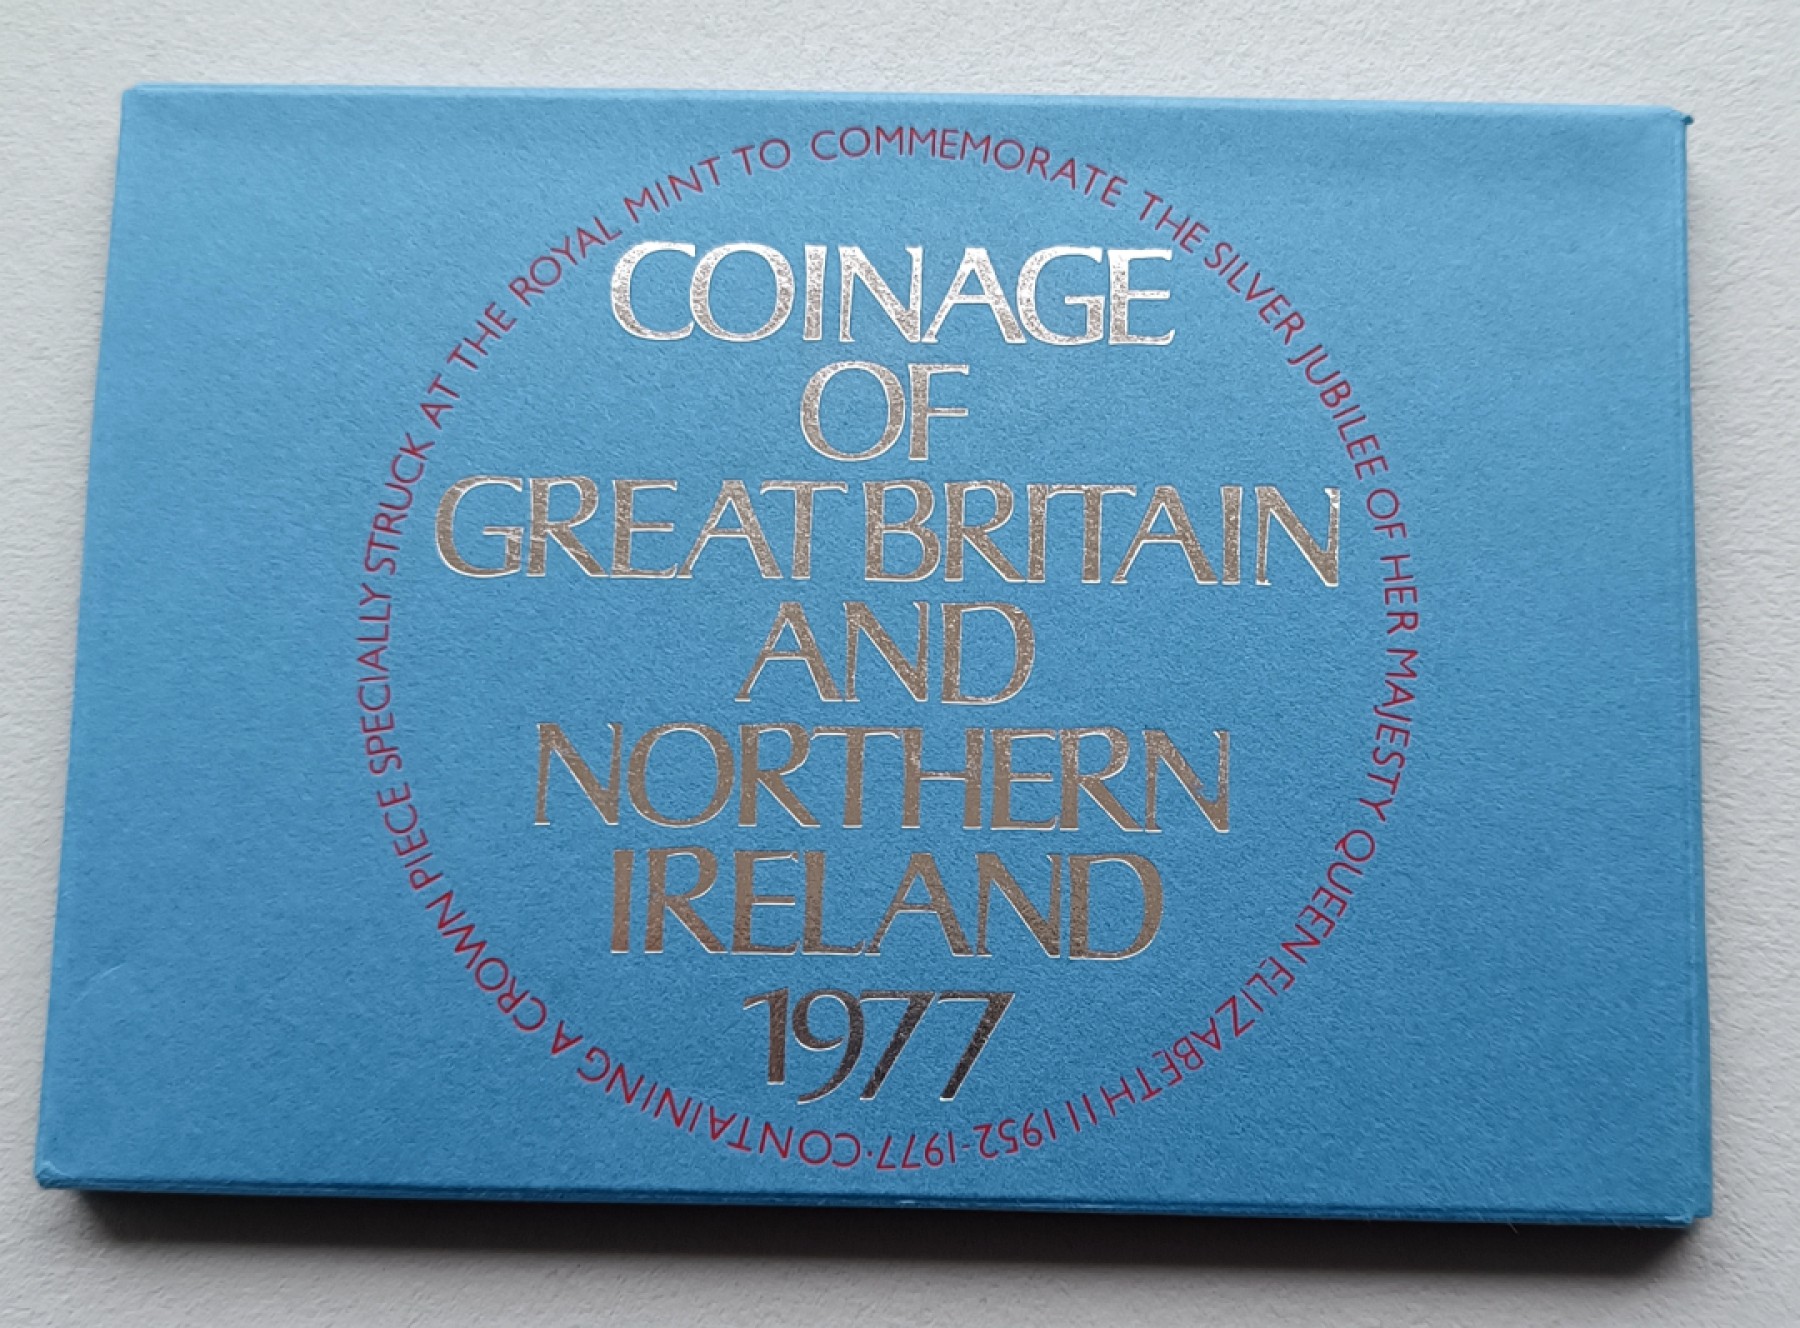 COINAGE
OF
GREAT BRITAIN
AND
NORTHERN
IRELAND
1977
CONTAINING A CROWN PIECE SPECIALLY STRUCK AT THE ROYAL MINT TO COMMEMORATE THE SILVER JUBILEE OF HER MAJESTY QUEEN ELIZABETH II 1952-1977·